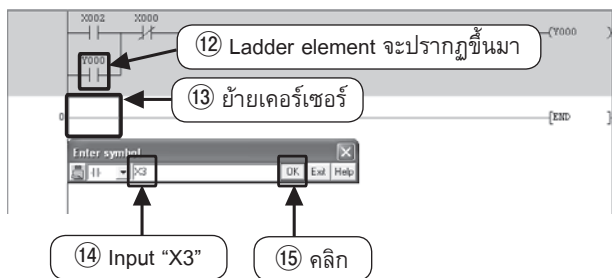 X002 X000
(Y000 )
⑫ Ladder element จะปรากฏขึ้นมา
Y000
⑬ ย้ายเคอร์เซอร์
0
[END ]
Enter symbol
X3 OK Exit Help
⑭ Input “X3”
⑮ คลิก